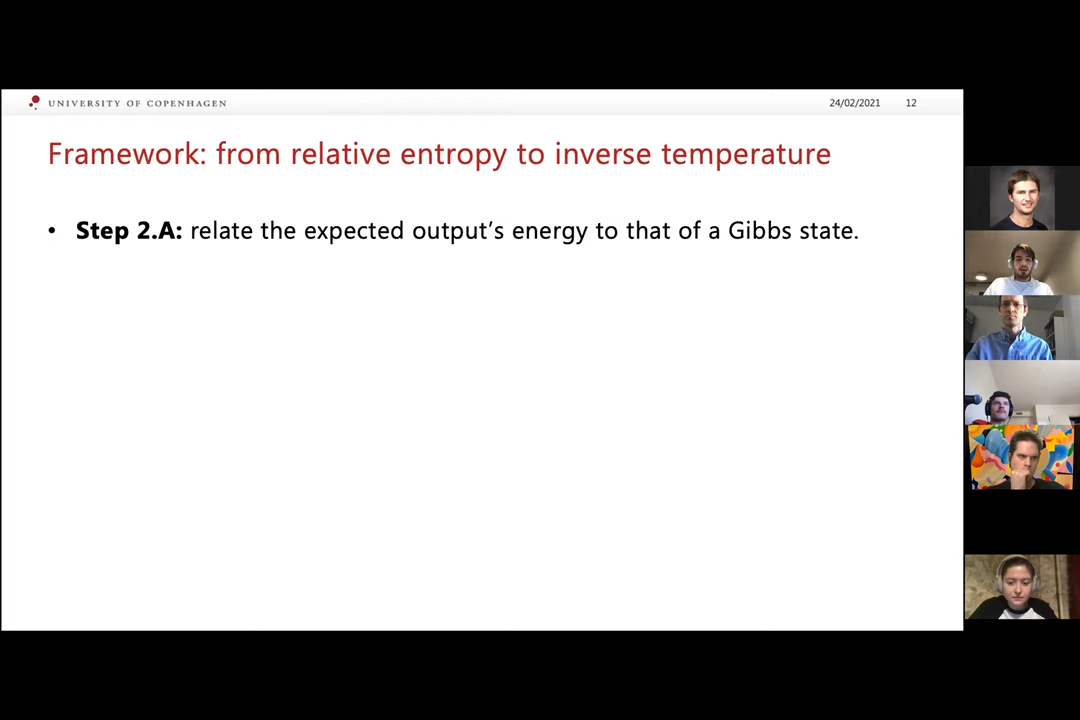 UNIVERSITY OF COPENHAGEN
24/02/2021 12
Framework: from relative entropy to inverse temperature
• Step 2.A: relate the expected output’s energy to that of a Gibbs state.